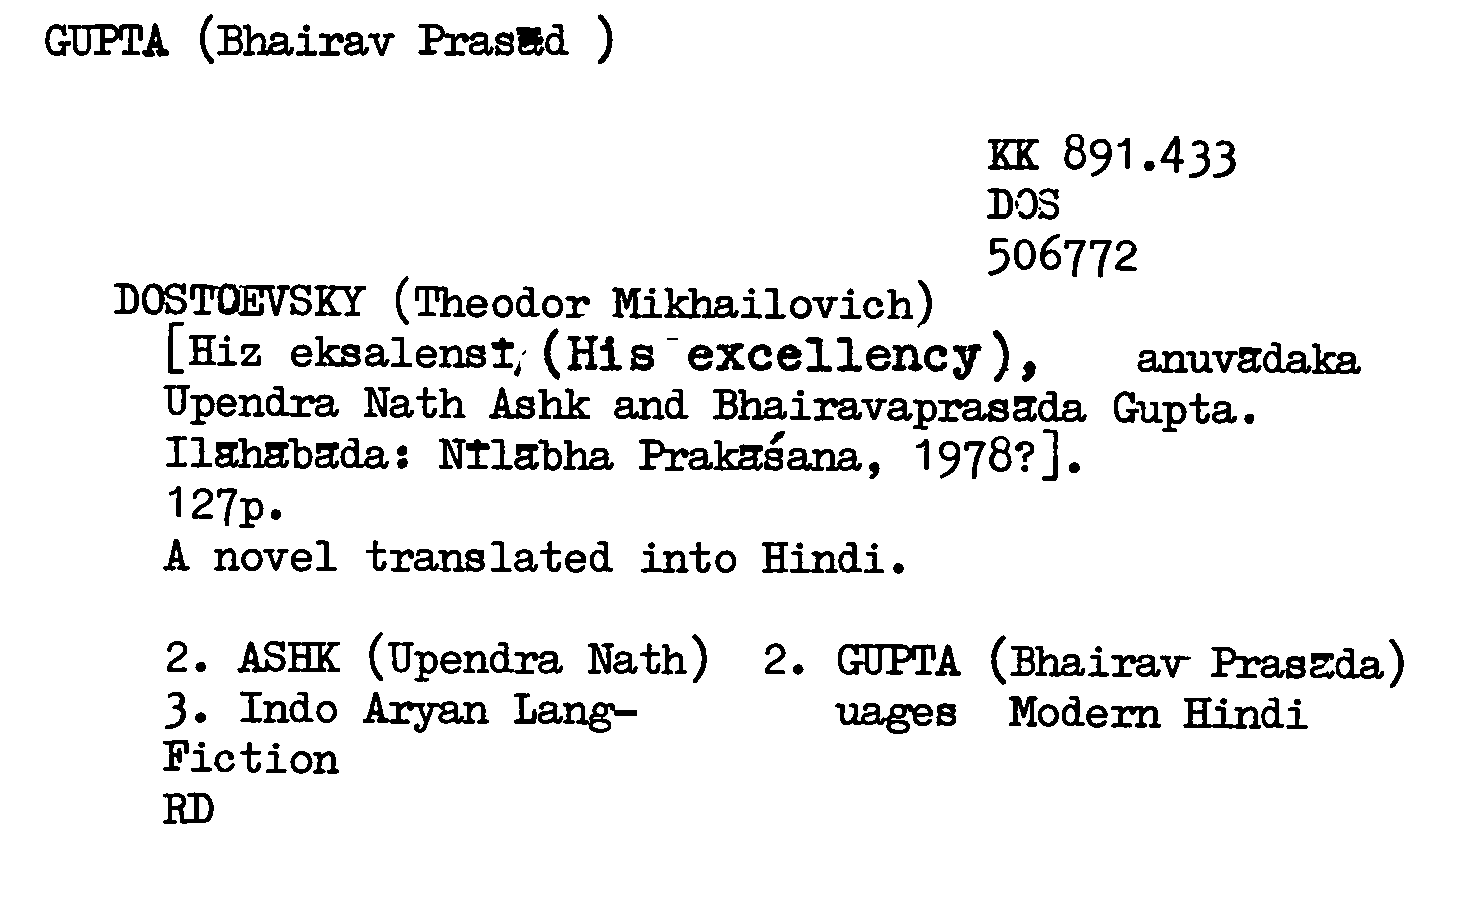 GUPTA (Bhairav Prasād )
KK 891.433
DOS
506772
DOSTOEVSKY (Theodor Mikhailovich)
[Hiz eksalensī, (His excellency), anuvādaka
Upendra Nath Ashk and Bhairavaprasāda Gupta.
Ilāhābāda: Nīlābha Prakāśana, 1978?].
127p.
A novel translated into Hindi.
2. ASHK (Upendra Nath) 2. GUPTA (Bhairav Prasāda)
3. Indo Aryan Lang- uages Modern Hindi
Fiction
RD